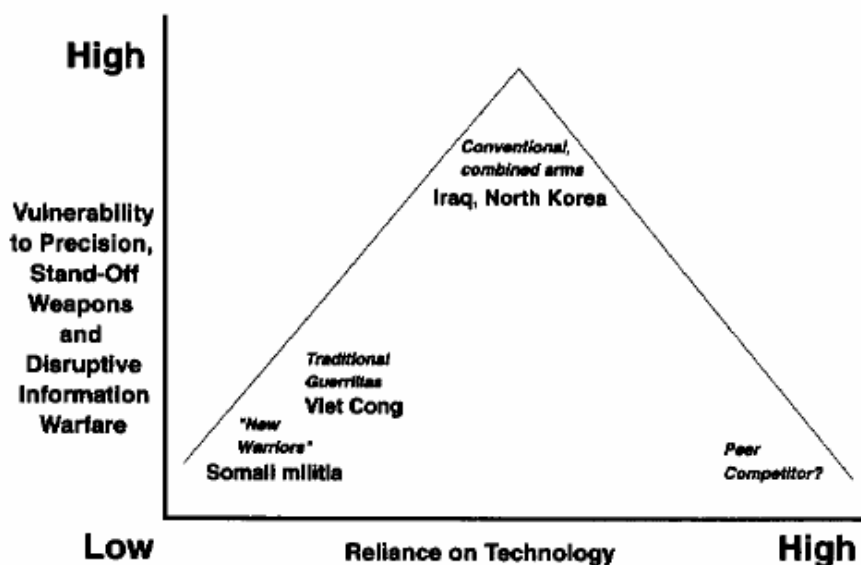 High
Vulnerability
to Precision,
Stand-Off
Weapons
and
Disruptive
Information
Warfare
Conventional,
combined arms
Iraq, North Korea
Traditional
Guerrillas
Viet Cong
"New
Warriors"
Somali militia
Peer
Competitor?
Low
Reliance on Technology
High